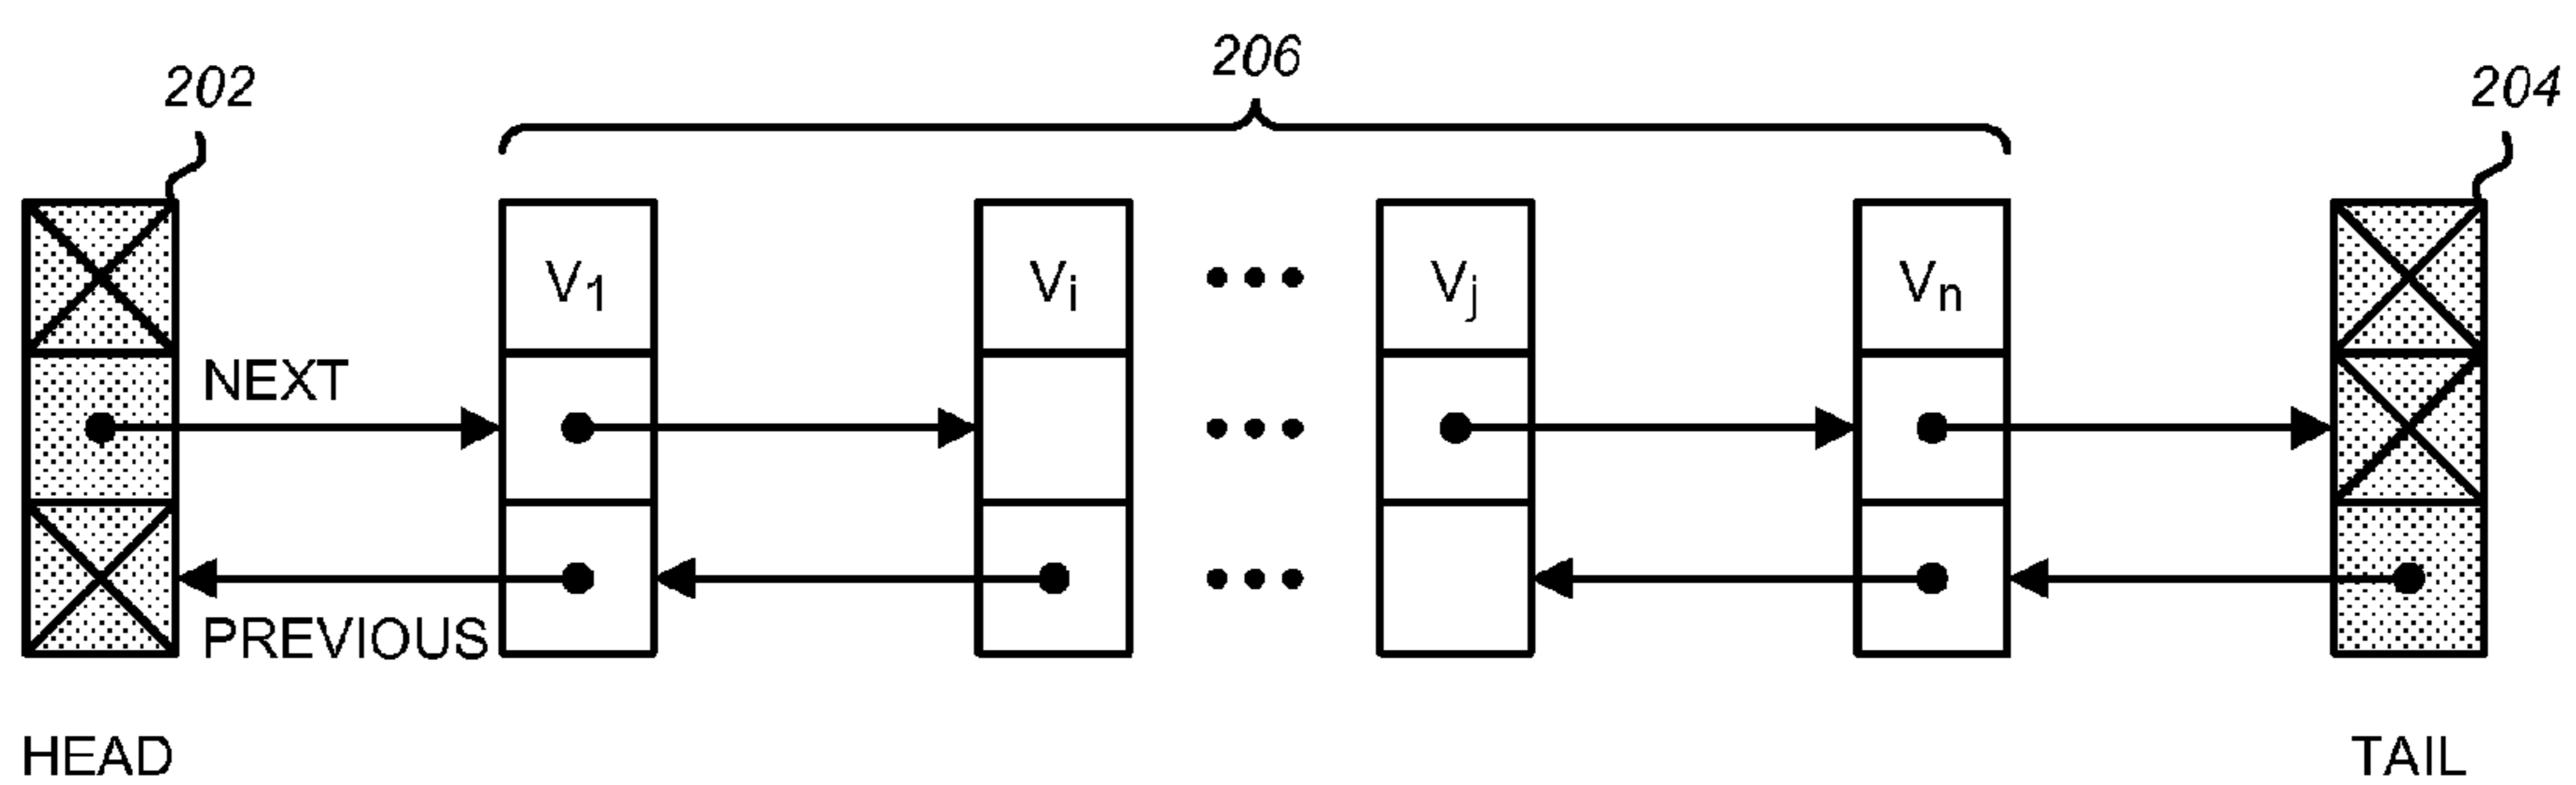 206
202
204
V1 Vi ••• Vj Vn
NEXT
•••
•••
PREVIOUS
HEAD TAIL